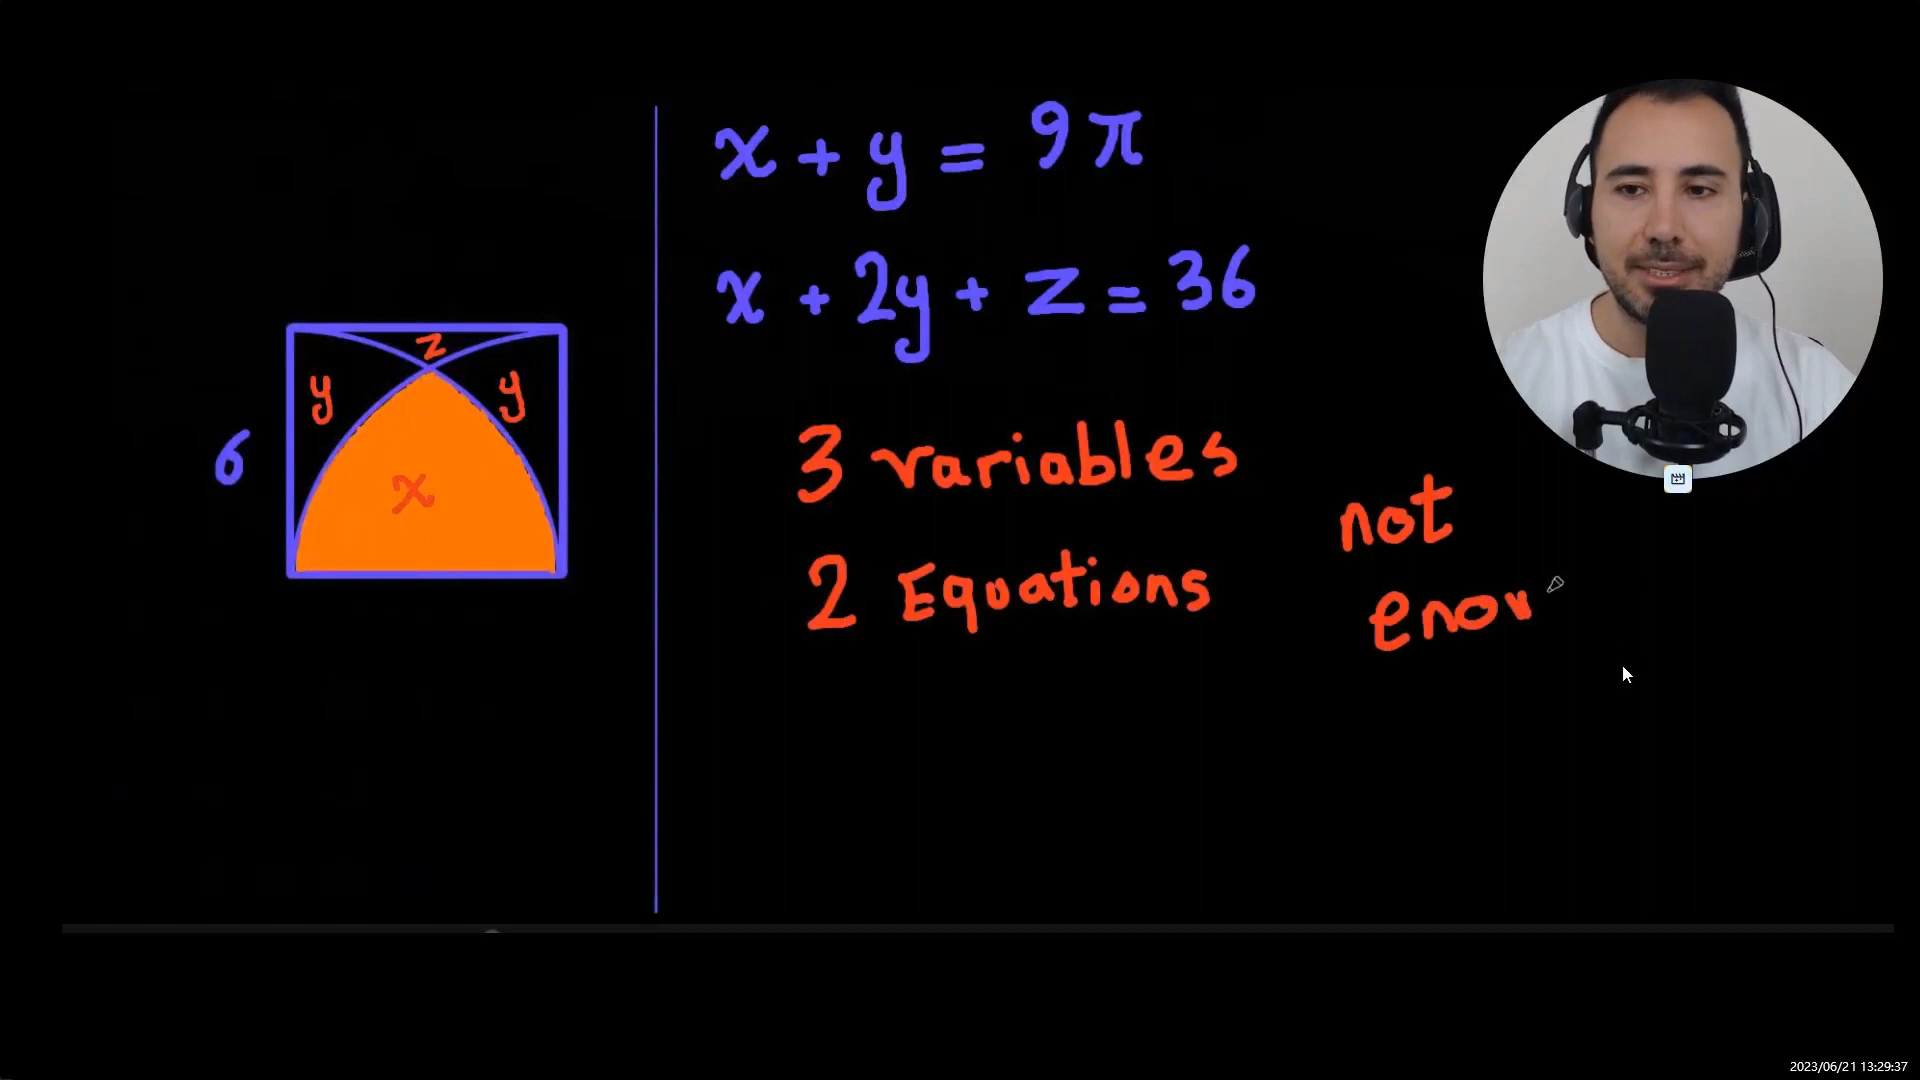 x + y = 9π
x + 2y + z = 36
z
y
y
6
x
3 variables
2 Equations
not
enou
2023/06/21 13:29:37